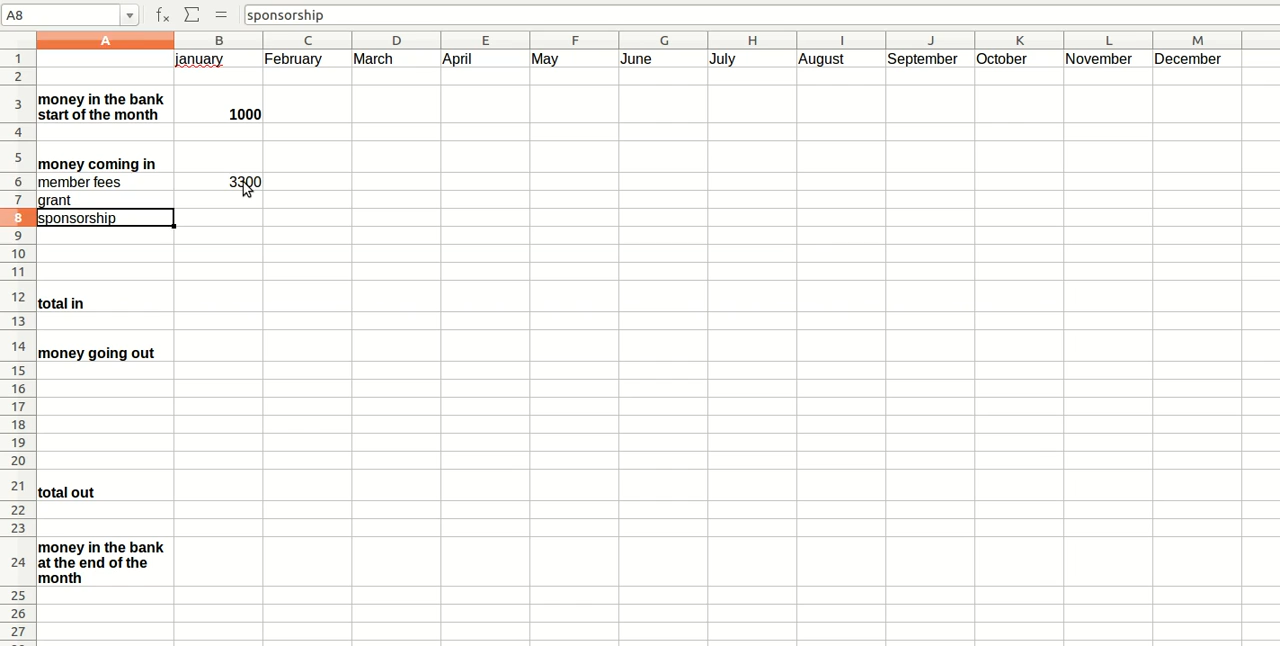 A8 sponsorship
A B C D E F G H I J K L M
1 january February March April May June July August September October November December
2
3 money in the bank
start of the month 1000
4
5 money coming in
6 member fees 3300
7 grant
8 sponsorship
9
10
11
12 total in
13
14 money going out
15
16
17
18
19
20
21 total out
22
23
24 money in the bank
at the end of the
month
25
26
27